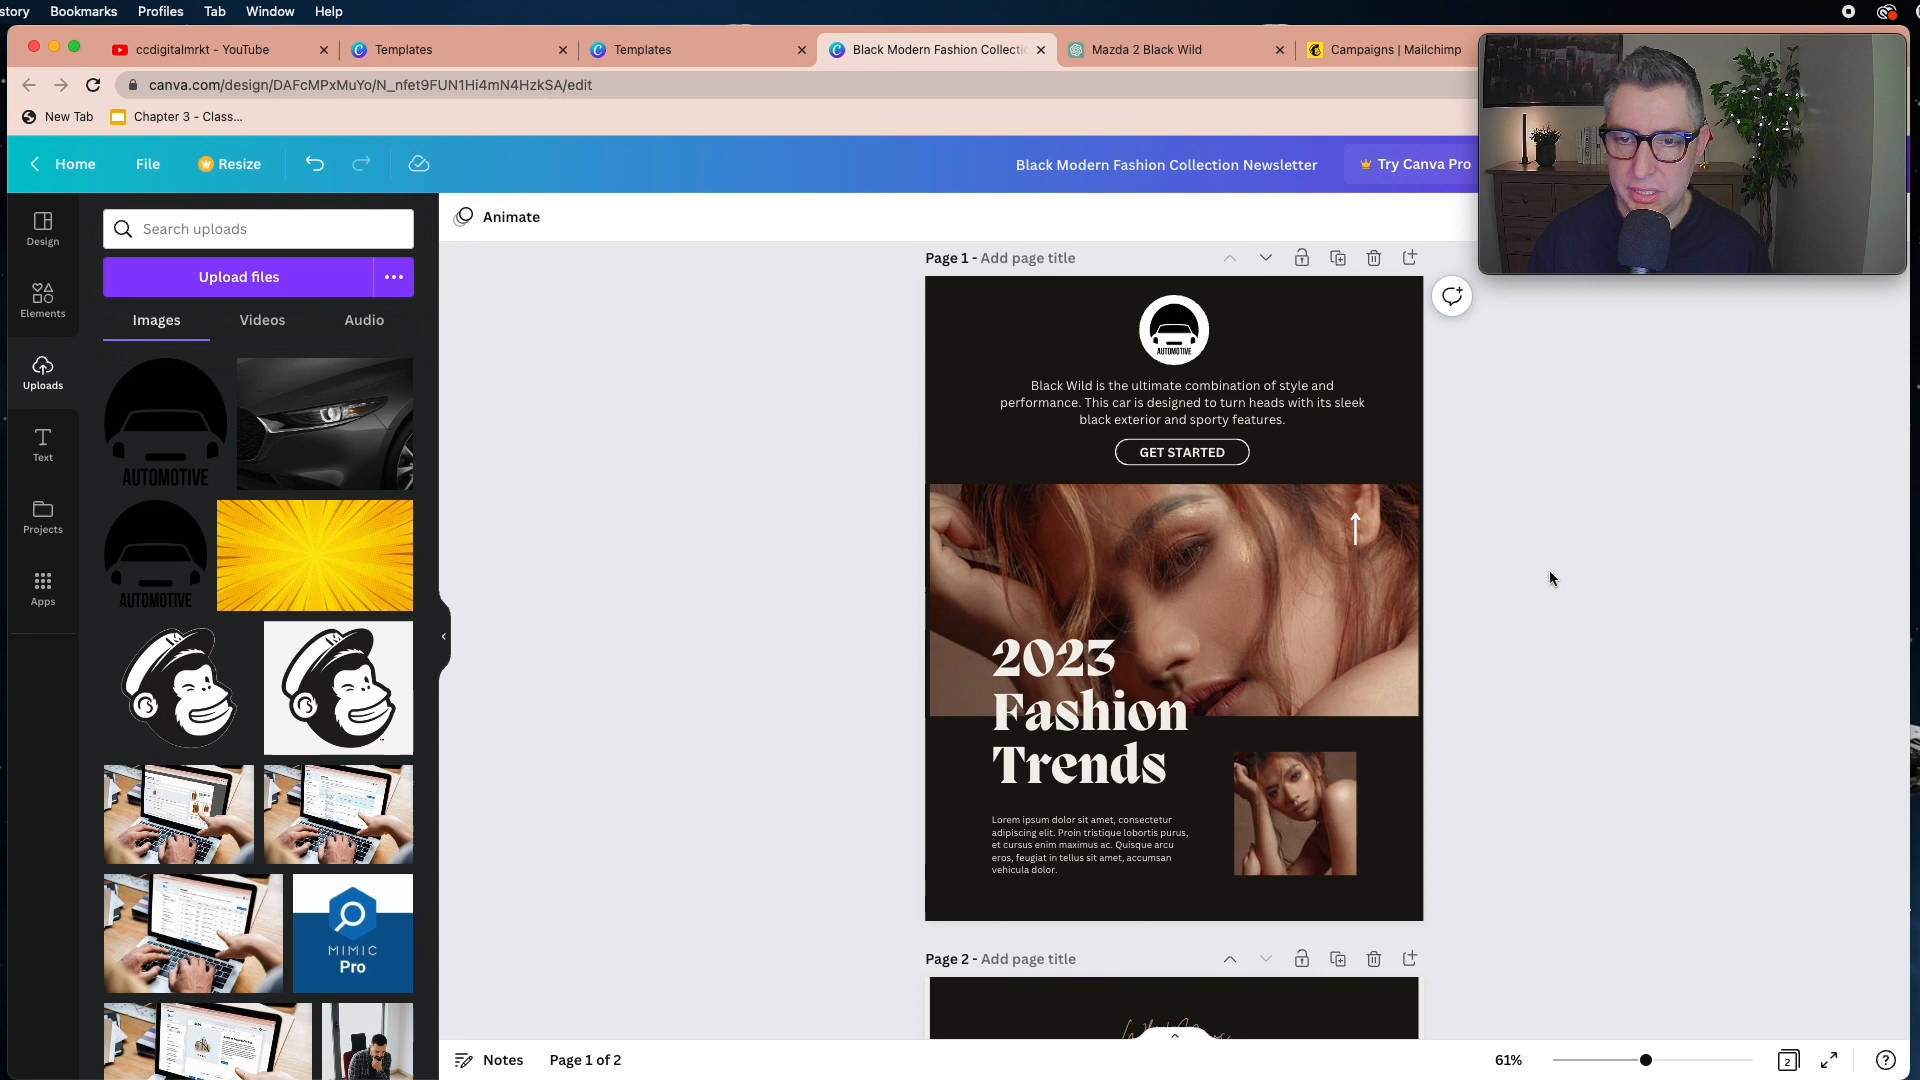 story Bookmarks Profiles Tab Window Help
ccdigitalmrkt - YouTube
Templates
Templates
Black Modern Fashion Collectio
Mazda 2 Black Wild
Campaigns | Mailchimp
canva.com/design/DAFcMPxMuYo/N_nfet9FUN1Hi4mN4HzkSA/edit
New Tab
Chapter 3 - Class...
Home
File
Resize
Black Modern Fashion Collection Newsletter
Try Canva Pro
Design
Elements
Uploads
Text
Projects
Apps
Search uploads
Upload files
Images
Videos
Audio
AUTOMOTIVE
AUTOMOTIVE
MIMIC
Pro
Animate
Page 1 - Add page title
AUTOMOTIVE
Black Wild is the ultimate combination of style and
performance. This car is designed to turn heads with its sleek
black exterior and sporty features.
GET STARTED
2023
Fashion
Trends
Lorem ipsum dolor sit amet, consectetur
adipiscing elit. Proin tristique lobortis purus,
et cursus enim maximus ac. Quisque arcu
eros, feugiat in tellus sit amet, accumsan
vehicula dolor.
Page 2 - Add page title
Notes
Page 1 of 2
61%
2